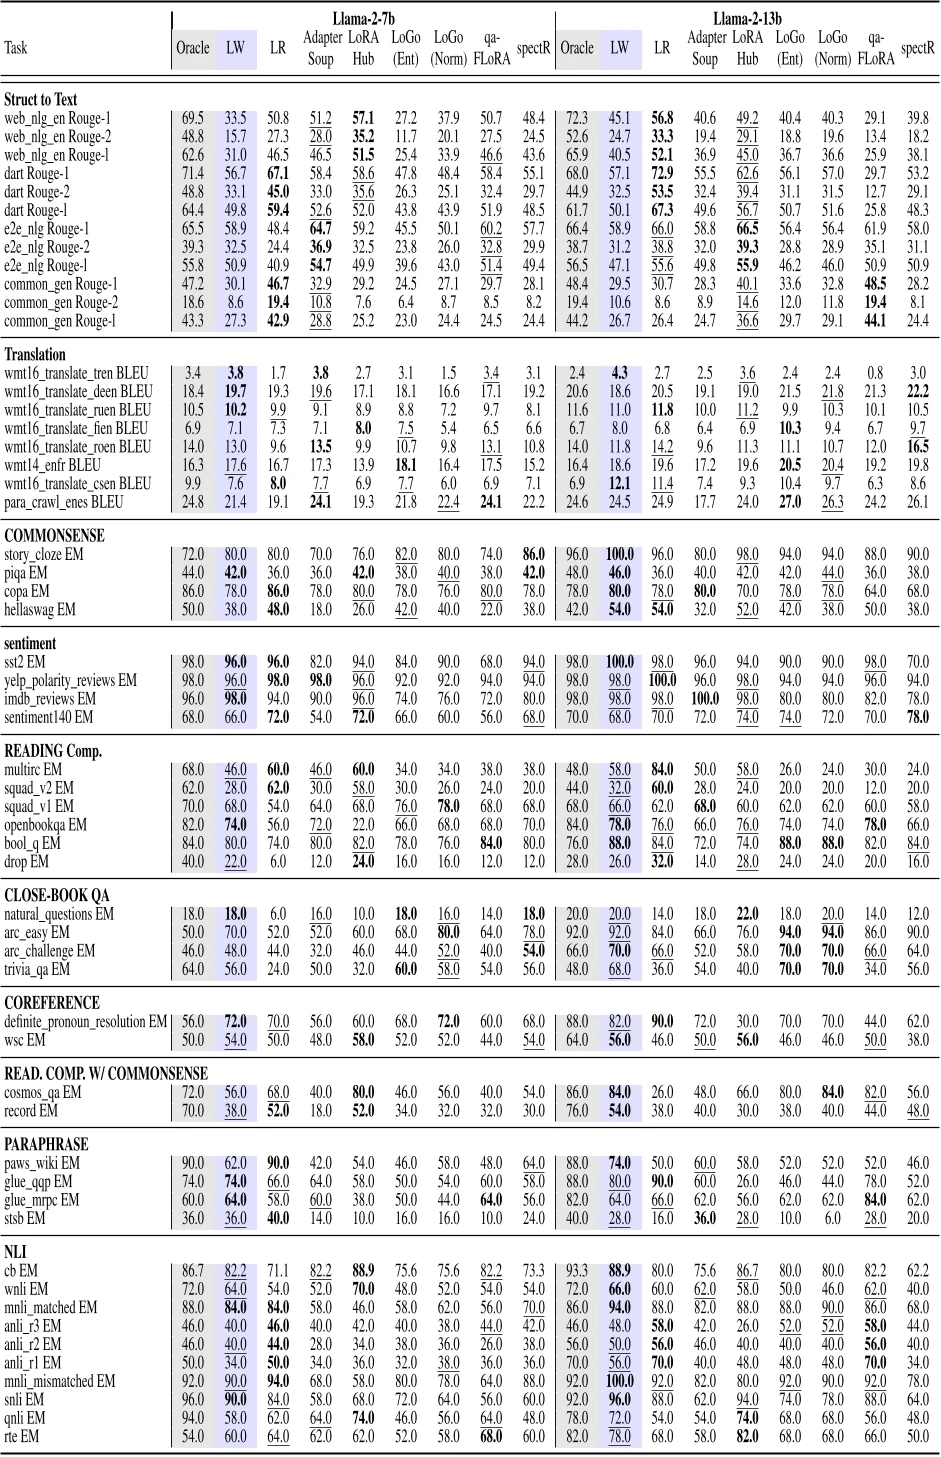 Llama-2-7b Llama-2-13b
Task Oracle LW LR Adapter Soup LoRA Hub LoGo (Ent) LoGo (Norm) qa-FLoRA spectR Oracle LW LR Adapter Soup LoRA Hub LoGo (Ent) LoGo (Norm) qa-FLoRA spectR
Struct to Text
web_nlg_en Rouge-1 69.5 33.5 50.8 51.2 57.1 27.2 37.9 50.7 48.4 72.3 45.1 56.8 40.6 49.2 40.4 40.3 29.1 39.8
web_nlg_en Rouge-2 48.8 15.7 27.3 28.0 35.2 11.7 20.1 27.5 24.5 52.6 24.7 33.3 19.4 29.1 18.8 19.6 13.4 18.2
web_nlg_en Rouge-l 62.6 31.0 46.5 46.5 51.5 25.4 33.9 46.6 43.6 65.9 40.5 52.1 36.9 45.0 36.7 36.6 25.9 38.1
dart Rouge-1 71.4 56.7 67.1 58.4 58.6 47.8 48.4 58.4 55.1 68.0 57.1 72.9 55.5 62.6 56.1 57.0 29.7 53.2
dart Rouge-2 48.8 33.1 45.0 33.0 35.6 26.3 25.1 32.4 29.7 44.9 32.5 53.5 32.4 39.4 31.1 31.5 12.7 29.1
dart Rouge-l 64.4 49.8 59.4 52.6 52.0 43.8 43.9 51.9 48.5 61.7 50.1 67.3 49.6 56.7 50.7 51.6 25.8 48.3
e2e_nlg Rouge-1 65.5 58.9 48.4 64.7 59.2 45.5 50.1 60.2 57.7 66.4 58.9 66.0 58.8 66.5 56.4 56.4 61.9 58.0
e2e_nlg Rouge-2 39.3 32.5 24.4 36.9 32.5 23.8 26.0 32.8 29.9 38.7 31.2 38.8 32.0 39.3 28.8 28.9 35.1 31.1
e2e_nlg Rouge-l 55.8 50.9 40.9 54.7 49.9 39.6 43.0 51.4 49.4 56.5 47.1 55.6 49.8 55.9 46.2 46.0 50.9 50.9
common_gen Rouge-1 47.2 30.1 46.7 32.9 29.2 24.5 27.1 29.7 28.1 48.4 29.5 30.7 28.3 40.1 33.6 32.8 48.5 28.2
common_gen Rouge-2 18.6 8.6 19.4 10.8 7.6 6.4 8.7 8.5 8.2 19.4 10.6 8.6 8.9 14.6 12.0 11.8 19.4 8.1
common_gen Rouge-l 43.3 27.3 42.9 28.8 25.2 23.0 24.4 24.5 24.4 44.2 26.7 26.4 24.7 36.6 29.7 29.1 44.1 24.4
Translation
wmt16_translate_tren BLEU 3.4 3.8 1.7 3.8 2.7 3.1 1.5 3.4 3.1 2.4 4.3 2.7 2.5 3.6 2.4 2.4 0.8 3.0
wmt16_translate_deen BLEU 18.4 19.7 19.3 19.6 17.1 18.1 16.6 17.1 19.2 20.6 18.6 20.5 19.1 19.0 21.5 21.8 21.3 22.2
wmt16_translate_ruen BLEU 10.5 10.2 9.9 9.1 8.9 8.8 7.2 9.7 8.1 11.6 11.0 11.8 10.0 11.2 9.9 10.3 10.1 10.5
wmt16_translate_fien BLEU 6.9 7.1 7.3 7.1 8.0 7.5 5.4 6.5 6.6 6.7 8.0 6.8 6.4 6.9 10.3 9.4 6.7 9.7
wmt16_translate_roen BLEU 14.0 13.0 9.6 13.5 9.9 10.7 9.8 13.1 10.8 14.0 11.8 14.2 9.6 11.3 11.1 10.7 12.0 16.5
wmt14_enfr BLEU 16.3 17.6 16.7 17.3 13.9 18.1 16.4 17.5 15.2 16.4 18.6 19.6 17.2 19.6 20.5 20.4 19.2 19.8
wmt16_translate_csen BLEU 9.9 7.6 8.0 7.7 6.9 7.7 6.0 6.9 7.1 6.9 12.1 11.4 7.4 9.3 10.4 9.7 6.3 8.6
para_crawl_enes BLEU 24.8 21.4 19.1 24.1 19.3 21.8 22.4 24.1 22.2 24.6 24.5 24.9 17.7 24.0 27.0 26.3 24.2 26.1
COMMONSENSE
story_cloze EM 72.0 80.0 80.0 70.0 76.0 82.0 80.0 74.0 86.0 96.0 100.0 96.0 80.0 98.0 94.0 94.0 88.0 90.0
piqa EM 44.0 42.0 36.0 36.0 42.0 38.0 40.0 38.0 42.0 48.0 46.0 36.0 40.0 42.0 42.0 44.0 36.0 38.0
copa EM 86.0 78.0 86.0 78.0 80.0 78.0 76.0 80.0 78.0 78.0 80.0 78.0 80.0 70.0 78.0 78.0 64.0 68.0
hellaswag EM 50.0 38.0 48.0 18.0 26.0 42.0 40.0 22.0 38.0 42.0 54.0 54.0 32.0 52.0 42.0 38.0 50.0 38.0
sentiment
sst2 EM 98.0 96.0 96.0 82.0 94.0 84.0 90.0 68.0 94.0 98.0 100.0 98.0 96.0 94.0 90.0 90.0 98.0 70.0
yelp_polarity_reviews EM 98.0 96.0 98.0 98.0 96.0 92.0 92.0 94.0 94.0 98.0 98.0 100.0 96.0 98.0 94.0 94.0 96.0 94.0
imdb_reviews EM 96.0 98.0 94.0 90.0 96.0 74.0 76.0 72.0 80.0 98.0 98.0 98.0 100.0 98.0 80.0 80.0 82.0 78.0
sentiment140 EM 68.0 66.0 72.0 54.0 72.0 66.0 60.0 56.0 68.0 70.0 68.0 70.0 72.0 74.0 74.0 72.0 70.0 78.0
READING Comp.
multirc EM 68.0 46.0 60.0 46.0 60.0 34.0 34.0 38.0 38.0 48.0 58.0 84.0 50.0 58.0 26.0 24.0 30.0 24.0
squad_v2 EM 62.0 28.0 62.0 30.0 58.0 30.0 26.0 24.0 20.0 44.0 32.0 60.0 28.0 24.0 20.0 20.0 12.0 20.0
squad_v1 EM 70.0 68.0 54.0 64.0 68.0 76.0 78.0 68.0 68.0 68.0 66.0 62.0 68.0 60.0 62.0 62.0 60.0 58.0
openbookqa EM 82.0 74.0 56.0 72.0 22.0 66.0 68.0 68.0 70.0 84.0 78.0 76.0 66.0 76.0 74.0 74.0 78.0 66.0
bool_q EM 84.0 80.0 74.0 80.0 82.0 78.0 76.0 84.0 80.0 76.0 88.0 84.0 72.0 74.0 88.0 88.0 82.0 84.0
drop EM 40.0 22.0 6.0 12.0 24.0 16.0 16.0 12.0 12.0 28.0 26.0 32.0 14.0 28.0 24.0 24.0 20.0 16.0
CLOSE-BOOK QA
natural_questions EM 18.0 18.0 6.0 16.0 10.0 18.0 16.0 14.0 18.0 20.0 20.0 14.0 18.0 22.0 18.0 20.0 14.0 12.0
arc_easy EM 50.0 70.0 52.0 52.0 60.0 68.0 80.0 64.0 78.0 92.0 92.0 84.0 66.0 76.0 94.0 94.0 86.0 90.0
arc_challenge EM 46.0 48.0 44.0 32.0 46.0 44.0 52.0 40.0 54.0 66.0 70.0 66.0 52.0 58.0 70.0 70.0 66.0 64.0
trivia_qa EM 64.0 56.0 24.0 50.0 32.0 60.0 58.0 54.0 56.0 48.0 68.0 36.0 54.0 40.0 70.0 70.0 34.0 56.0
COREFERENCE
definite_pronoun_resolution EM 56.0 72.0 70.0 56.0 60.0 68.0 72.0 60.0 68.0 88.0 82.0 90.0 72.0 30.0 70.0 70.0 44.0 62.0
wsc EM 50.0 54.0 50.0 48.0 58.0 52.0 52.0 44.0 54.0 64.0 56.0 46.0 50.0 56.0 46.0 46.0 50.0 38.0
READ. COMP. W/ COMMONSENSE
cosmos_qa EM 72.0 56.0 68.0 40.0 80.0 46.0 56.0 40.0 54.0 86.0 84.0 26.0 48.0 66.0 80.0 84.0 82.0 56.0
record EM 70.0 38.0 52.0 18.0 52.0 34.0 32.0 32.0 30.0 76.0 54.0 38.0 40.0 30.0 38.0 40.0 44.0 48.0
PARAPHRASE
paws_wiki EM 90.0 62.0 90.0 42.0 54.0 46.0 58.0 48.0 64.0 88.0 74.0 50.0 60.0 58.0 52.0 52.0 52.0 46.0
glue_qqp EM 74.0 74.0 66.0 64.0 58.0 50.0 54.0 60.0 58.0 88.0 80.0 90.0 60.0 26.0 46.0 44.0 78.0 52.0
glue_mrpc EM 60.0 64.0 58.0 60.0 38.0 50.0 44.0 64.0 56.0 82.0 64.0 66.0 62.0 56.0 62.0 62.0 84.0 62.0
stsb EM 36.0 36.0 40.0 14.0 10.0 16.0 16.0 10.0 24.0 40.0 28.0 16.0 36.0 28.0 10.0 6.0 28.0 20.0
NLI
cb EM 86.7 82.2 71.1 82.2 88.9 75.6 75.6 82.2 73.3 93.3 88.9 80.0 75.6 86.7 80.0 80.0 82.2 62.2
wnli EM 72.0 64.0 54.0 52.0 70.0 48.0 52.0 54.0 54.0 72.0 66.0 60.0 62.0 58.0 50.0 46.0 62.0 40.0
mnli_matched EM 88.0 84.0 84.0 58.0 46.0 58.0 62.0 56.0 70.0 86.0 94.0 88.0 82.0 88.0 88.0 90.0 86.0 68.0
anli_r3 EM 46.0 40.0 46.0 40.0 42.0 40.0 38.0 44.0 42.0 46.0 48.0 58.0 42.0 26.0 52.0 52.0 58.0 44.0
anli_r2 EM 46.0 40.0 44.0 28.0 34.0 38.0 36.0 26.0 32.0 56.0 50.0 56.0 46.0 40.0 40.0 40.0 56.0 40.0
anli_r1 EM 50.0 34.0 50.0 34.0 36.0 32.0 38.0 36.0 36.0 70.0 56.0 70.0 40.0 48.0 48.0 48.0 70.0 34.0
mnli_mismatched EM 92.0 90.0 94.0 68.0 58.0 80.0 78.0 64.0 88.0 92.0 100.0 92.0 82.0 80.0 92.0 90.0 92.0 78.0
snli EM 96.0 90.0 84.0 58.0 68.0 72.0 64.0 56.0 60.0 92.0 96.0 88.0 62.0 94.0 74.0 78.0 88.0 64.0
qnli EM 94.0 58.0 62.0 64.0 74.0 46.0 56.0 64.0 48.0 78.0 72.0 54.0 54.0 74.0 68.0 68.0 56.0 48.0
rte EM 54.0 60.0 64.0 62.0 62.0 52.0 58.0 68.0 60.0 82.0 78.0 68.0 58.0 82.0 68.0 68.0 66.0 50.0